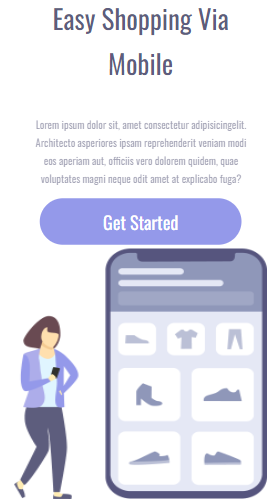 Easy Shopping Via
Mobile
Lorem ipsum dolor sit, amet consectetur adipisicingelit.
Architecto asperiores ipsam reprehenderit veniam modi
eos aperiam aut, officiis vero dolorem quidem, quae
voluptates magni neque odit amet at explicabo fuga?
Get Started